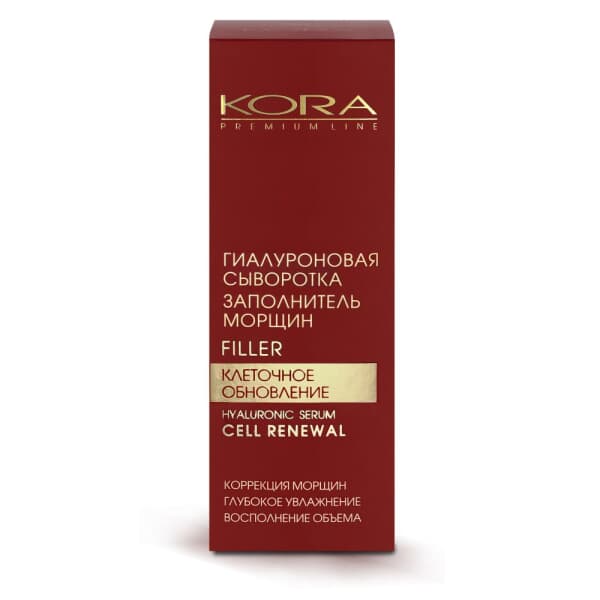 KORA
PREMIUM LINE
ГИАЛУРОНОВАЯ
СЫВОРОТКА
ЗАПОЛНИТЕЛЬ
МОРЩИН
FILLER
КЛЕТОЧНОЕ
ОБНОВЛЕНИЕ
HYALURONIC SERUM
CELL RENEWAL
КОРРЕКЦИЯ МОРЩИН
ГЛУБОКОЕ УВЛАЖНЕНИЕ
ВОСПОЛНЕНИЕ ОБЪЕМА